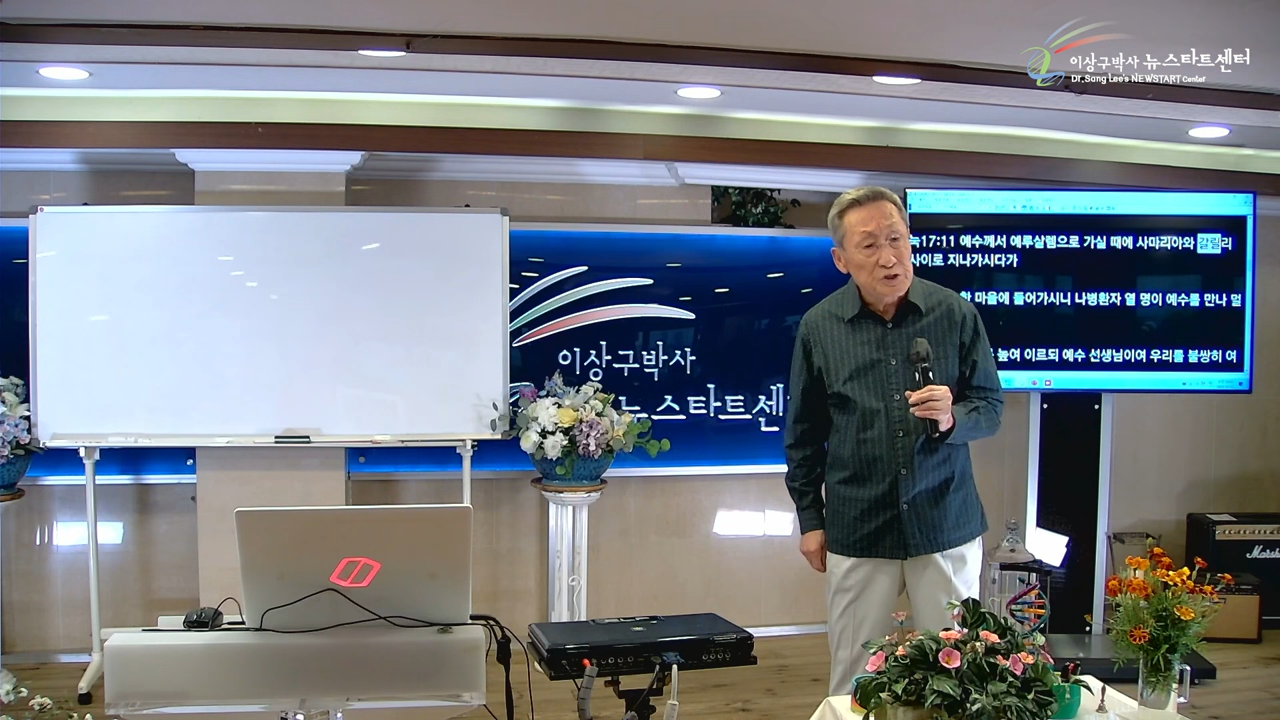 이상구박사 뉴스타트센터
Dr.Sang Lee's NEWSTART Center
눅17:11 예수께서 예루살렘으로 가실 때에 사마리아와 갈릴리
사이로 지나가시다가
한 마을에 들어가시니 나병환자 열 명이 예수를 만나 멀
높여 이르되 예수 선생님이여 우리를 불쌍히 여
이상구박사
뉴스타트센
Marsh